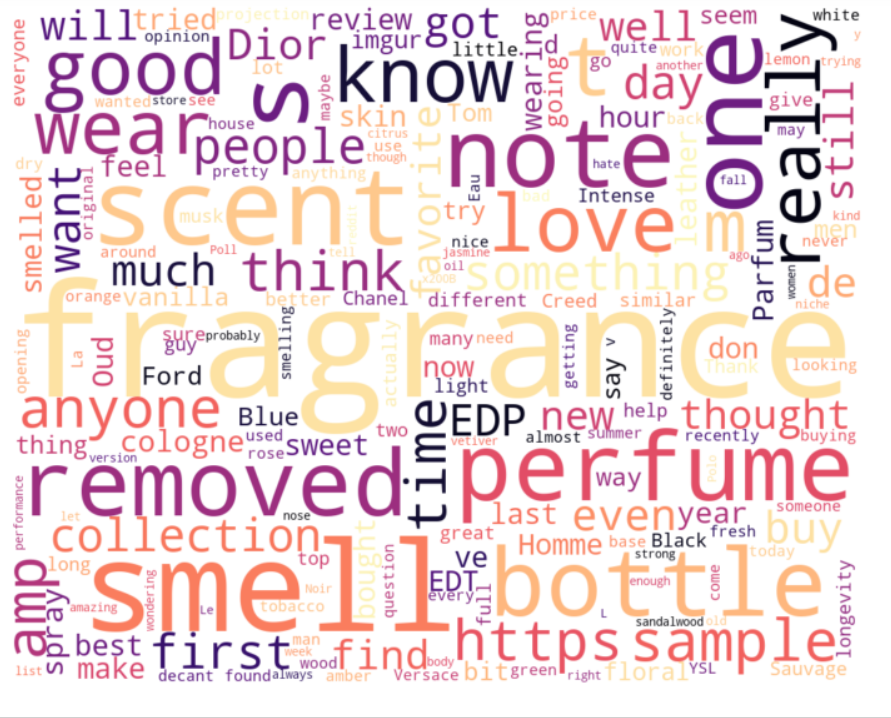 will tried projection review got well seem price white
everyone opinion Dior imgur little wearing going d t go quite work y
good s know day another lemon trying
wanted store see lot maybe skin Tom hour back one really give still
wear house people citrus use though favorite note hate leather may
dry feel pretty anything Eau Intense bad fall
smelled want original scent musk reddit try love m Parfum men kind
around Poll tell nice jasmine something ago never
much think oil x200B women de
orange vanilla better Chanel different Creed similar niche
fragrance
opening La oud sure guy probably smelling actually many need getting say v definitely don Thank looking
Ford now light
anyone Blue time EDP new help thought
thing cologne used rose sweet two vetiver almost summer recently buying
version removed perfume way Polo
performance let nose last even year someone
collection bought great Homme base Black fresh buy
long top question ve strong today
amp smell EDT every full bottle enough come longevity
amazing wondering Le Noir tobacco L sandalwood old
spray best first man week find https sample
make wood body
list decant found always amber Versace bit green right floral YSL Sauvage